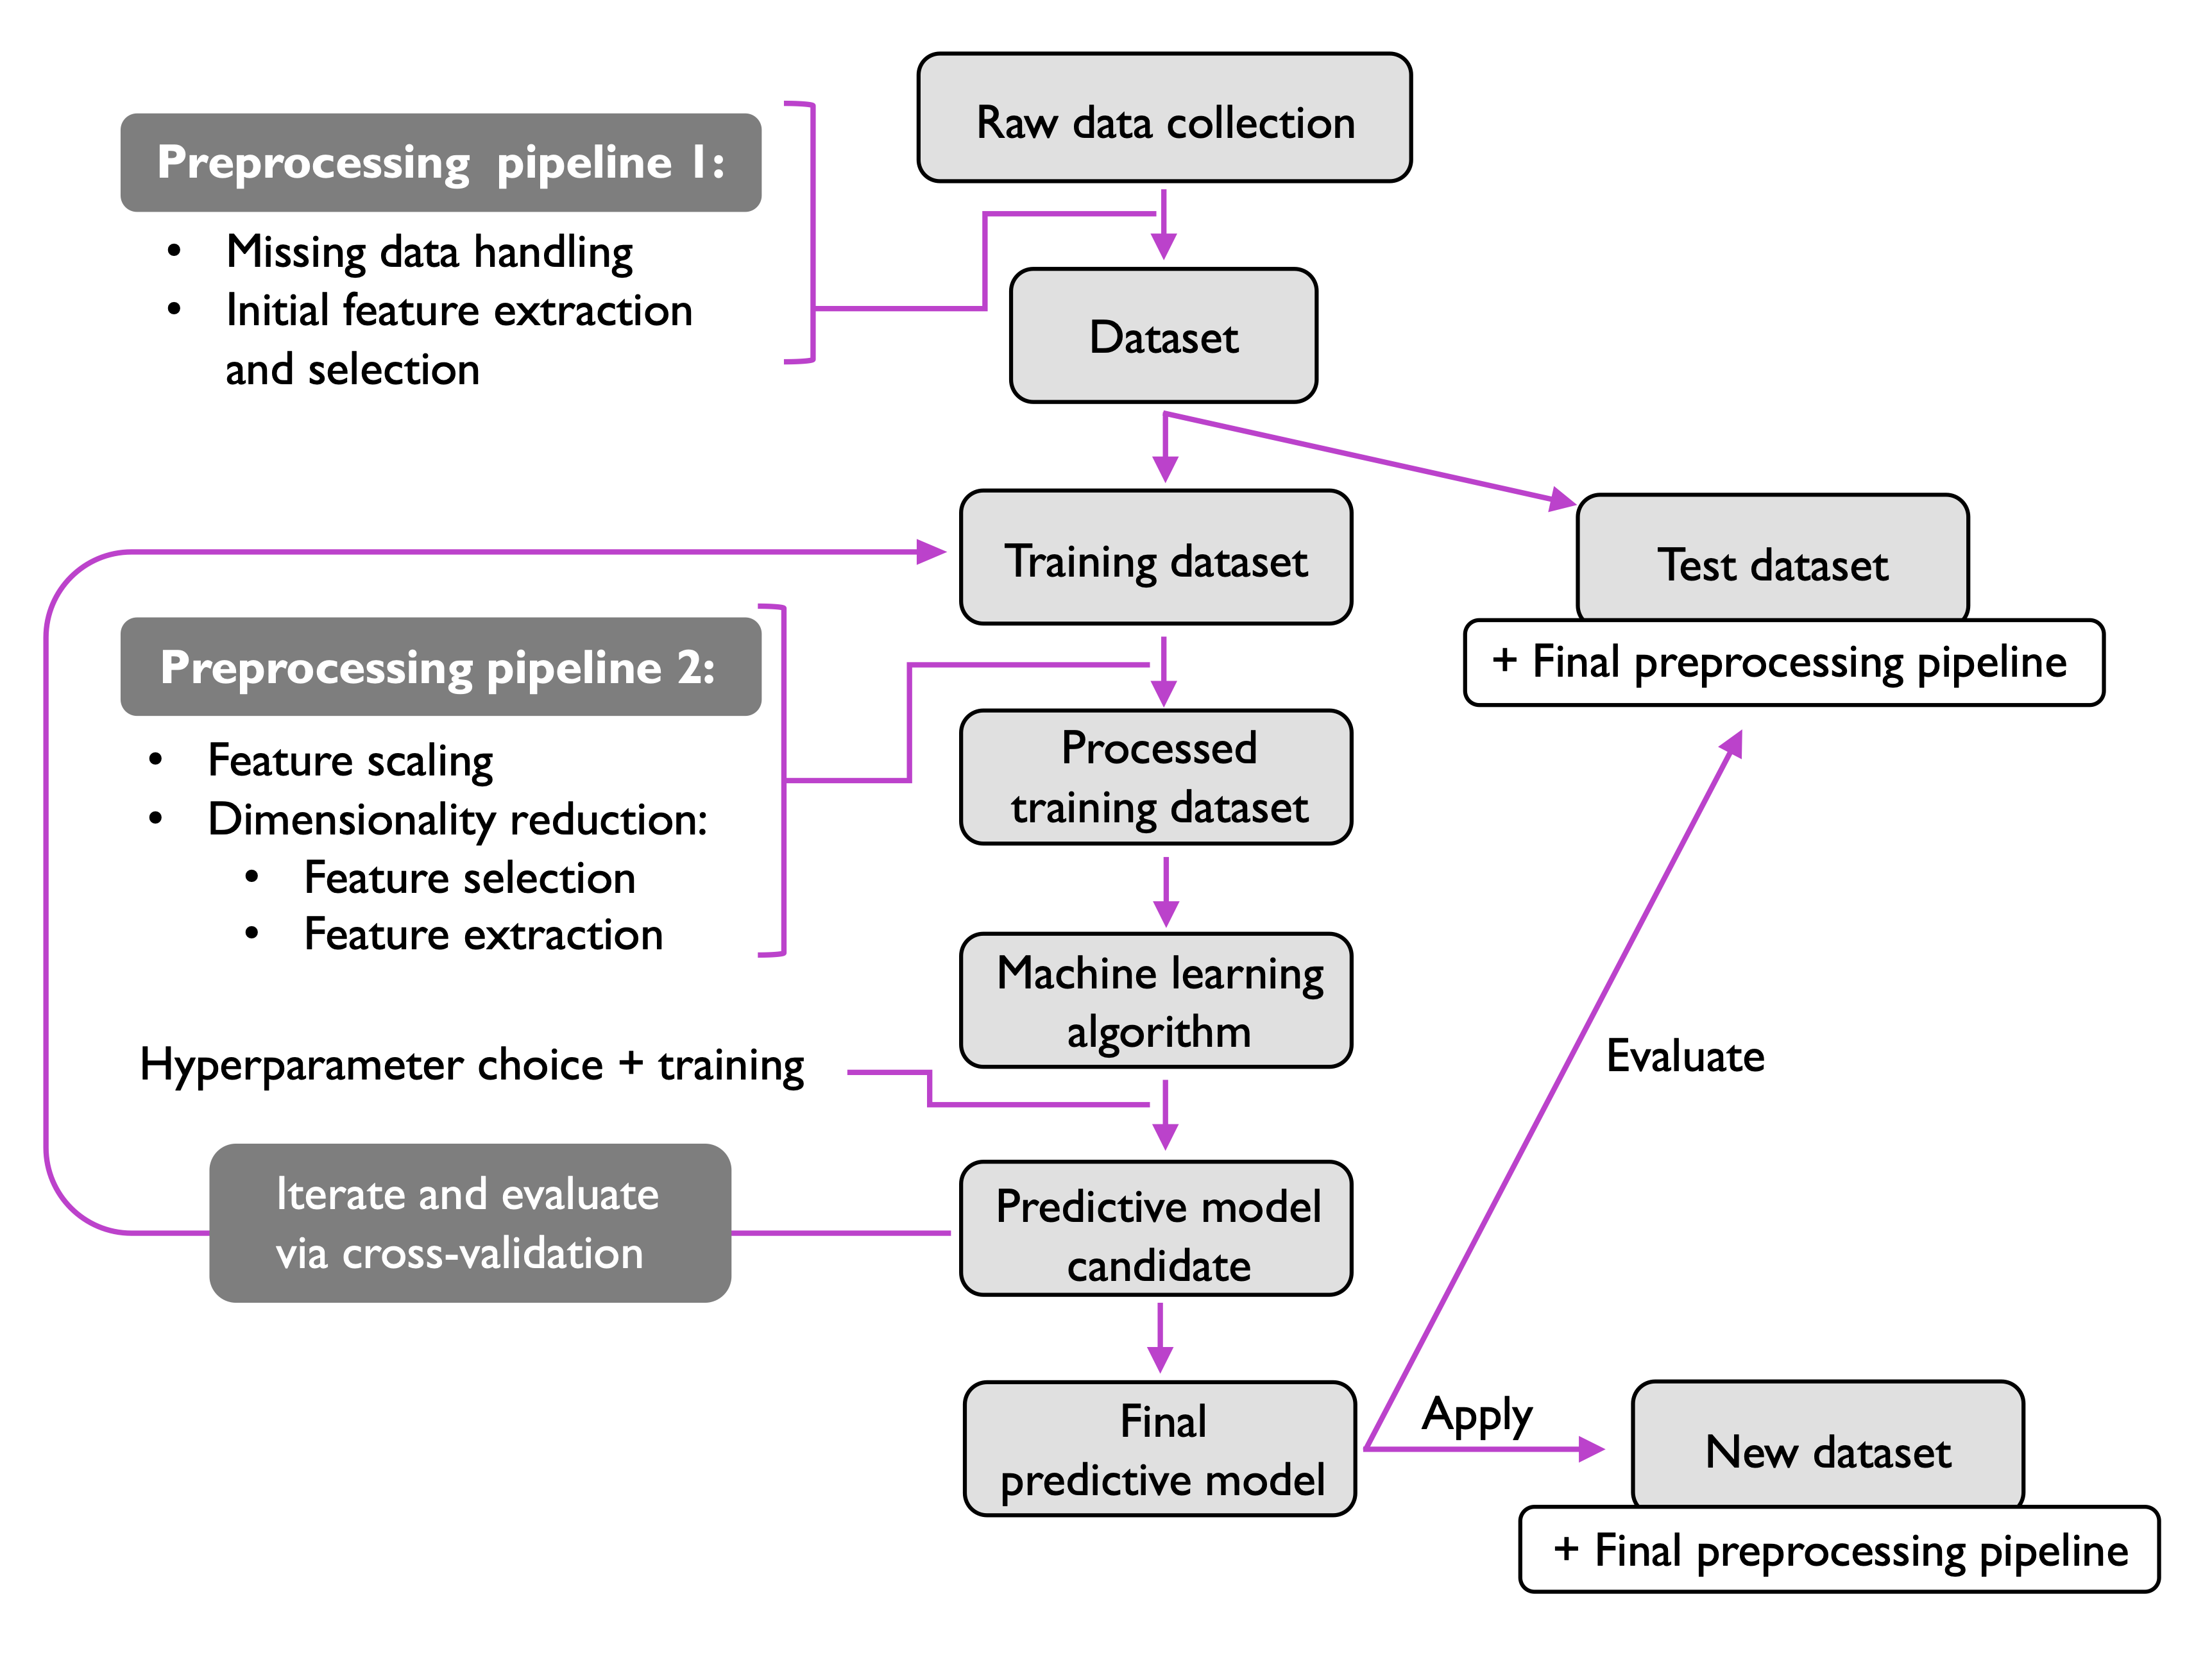 Raw data collection
Preprocessing pipeline 1:
• Missing data handling
• Initial feature extraction
and selection
Dataset
Training dataset
Test dataset
+ Final preprocessing pipeline
Preprocessing pipeline 2:
• Feature scaling
• Dimensionality reduction:
• Feature selection
• Feature extraction
Processed
training dataset
Machine learning
algorithm
Hyperparameter choice + training
Evaluate
Iterate and evaluate
via cross-validation
Predictive model
candidate
Final
predictive model
Apply
New dataset
+ Final preprocessing pipeline